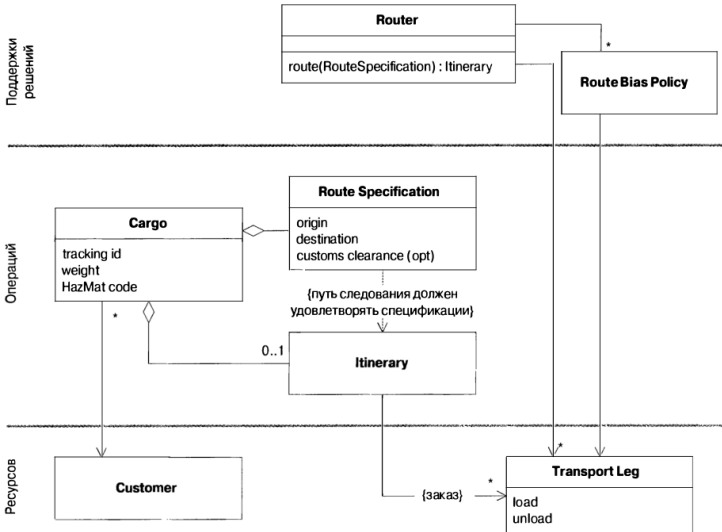 Поддержки
решений
Router
route(RouteSpecification) : Itinerary
*
Route Bias Policy
Операций
Cargo
tracking id
weight
HazMat code
Route Specification
origin
destination
customs clearance (opt)
{путь следования должен
удовлетворять спецификации}
*
0..1
Itinerary
Ресурсов
Customer
{заказ}
*
*
Transport Leg
load
unload